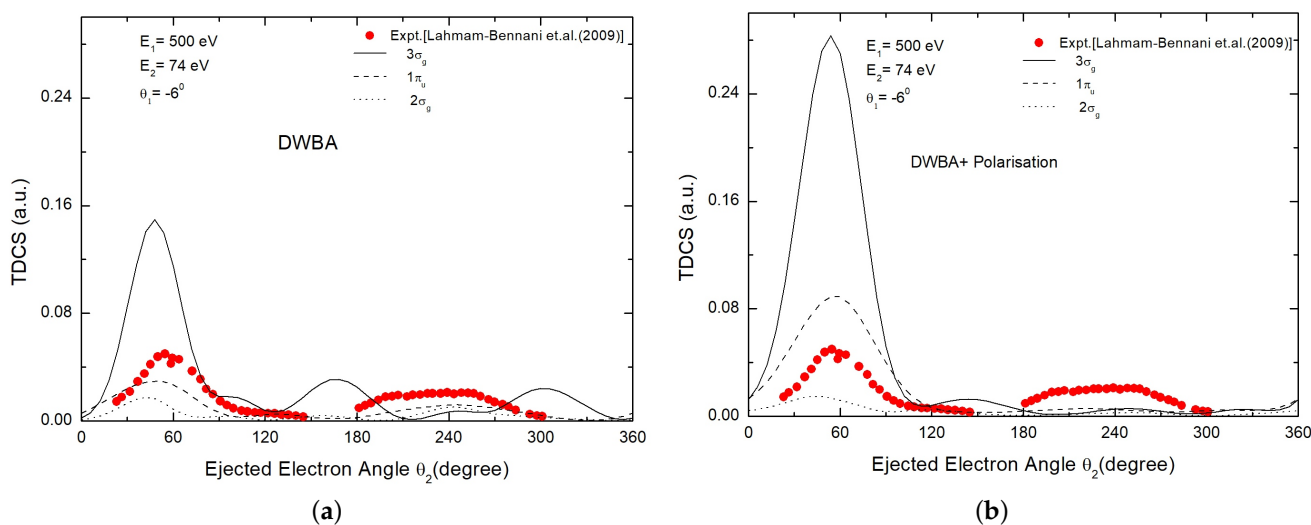 Expt.[Lahmam-Bennani et.al.(2009)]
E1= 500 eV
E2= 74 eV
θ1= -6⁰
3σg
1πu
2σg
DWBA
TDCS (a.u.)
0.24
0.16
0.08
0.00
0 60 120 180 240 300 360
Ejected Electron Angle θ2(degree)
(a)
Expt.[Lahmam-Bennani et.al.(2009)]
E1= 500 eV
E2= 74 eV
θ1= -6⁰
3σg
1πu
2σg
DWBA+ Polarisation
TDCS (a.u.)
0.24
0.16
0.08
0.00
0 60 120 180 240 300 360
Ejected Electron Angle θ2(degree)
(b)